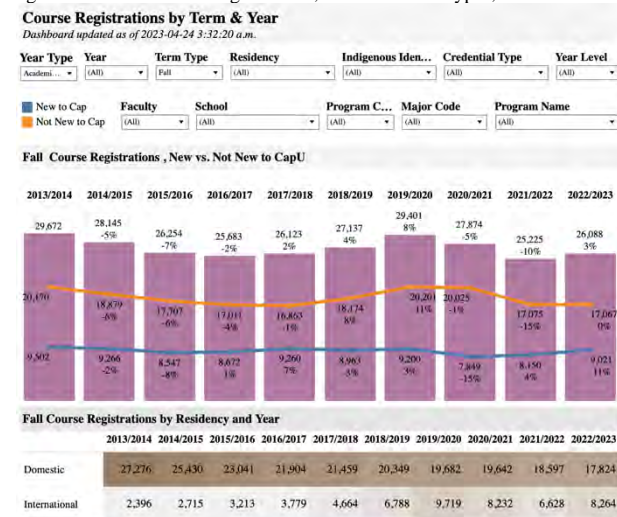 Course Registrations by Term & Year
Dashboard updated as of 2023-04-24 3:32:20 a.m.
Year Type Year Term Type Residency Indigenous Iden... Credential Type Year Level
Academi... (All) Fall (All) (All) (All) (All)
New to Cap Faculty School Program C... Major Code Program Name
Not New to Cap (All) (All) (All) (All) (All)
Fall Course Registrations , New vs. Not New to CapU
2013/2014 2014/2015 2015/2016 2016/2017 2017/2018 2018/2019 2019/2020 2020/2021 2021/2022 2022/2023
29,672 28,145 26,254 25,683 26,123 27,137 29,401 27,874 25,225 26,088
-5% -7% -2% 2% 4% 8% -5% -10% 3%
20,170 18,879 17,707 17,011 16,863 18,174 20,201 20,025 17,075 17,067
-6% -6% -4% -1% 8% 11% -1% -15% 0%
9,502 9,266 8,547 8,672 9,260 8,963 9,200 7,849 8,150 9,021
-2% -8% 1% 7% -3% 3% -15% 4% 11%
Fall Course Registrations by Residency and Year
2013/2014 2014/2015 2015/2016 2016/2017 2017/2018 2018/2019 2019/2020 2020/2021 2021/2022 2022/2023
Domestic 27,276 25,430 23,041 21,904 21,459 20,349 19,682 19,642 18,597 17,824
International 2,396 2,715 3,213 3,779 4,664 6,788 9,719 8,232 6,628 8,264